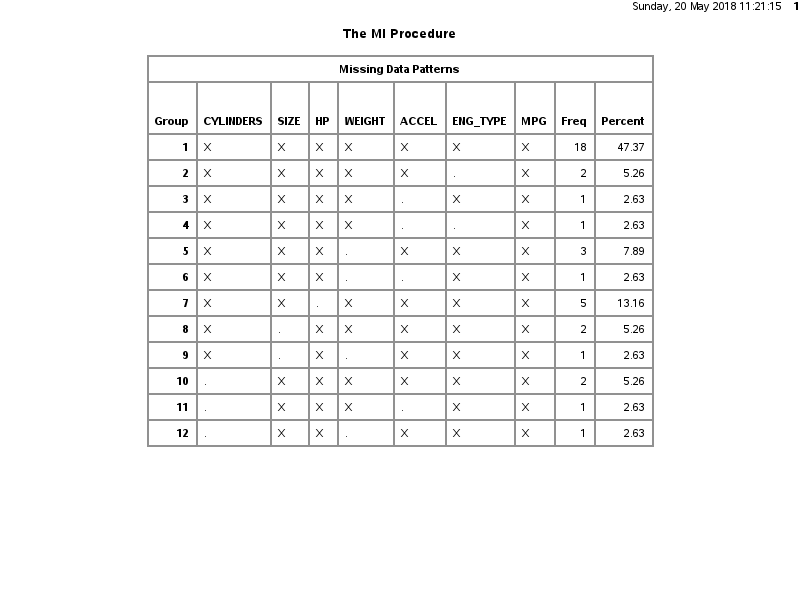 Sunday, 20 May 2018 11:21:15 1
The MI Procedure
Missing Data Patterns
Group CYLINDERS SIZE HP WEIGHT ACCEL ENG_TYPE MPG Freq Percent
1 X X X X X X X 18 47.37
2 X X X X X . X 2 5.26
3 X X X X . X X 1 2.63
4 X X X X . . X 1 2.63
5 X X X . X X X 3 7.89
6 X X X . . X X 1 2.63
7 X X . X X X X 5 13.16
8 X . X X X X X 2 5.26
9 X . X . X X X 1 2.63
10 . X X X X X X 2 5.26
11 . X X X . X X 1 2.63
12 . X X . X X X 1 2.63